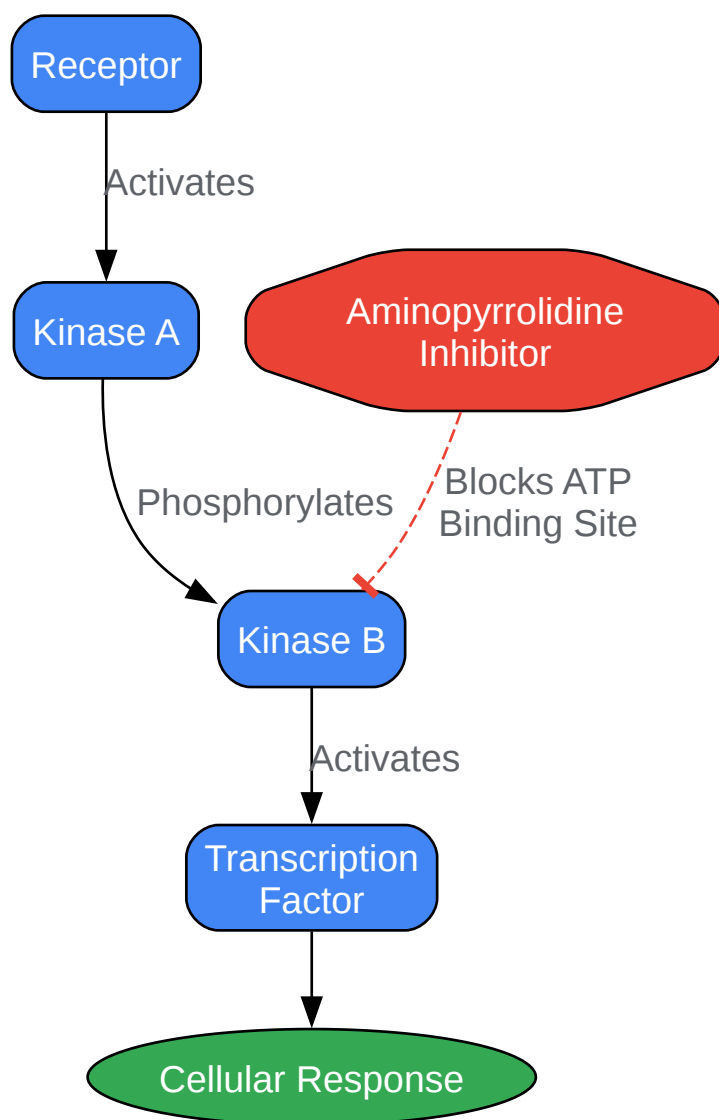 Receptor
Activates
Kinase A
Aminopyrrolidine
Inhibitor
Phosphorylates
Blocks ATP
Binding Site
Kinase B
Activates
Transcription
Factor
Cellular Response